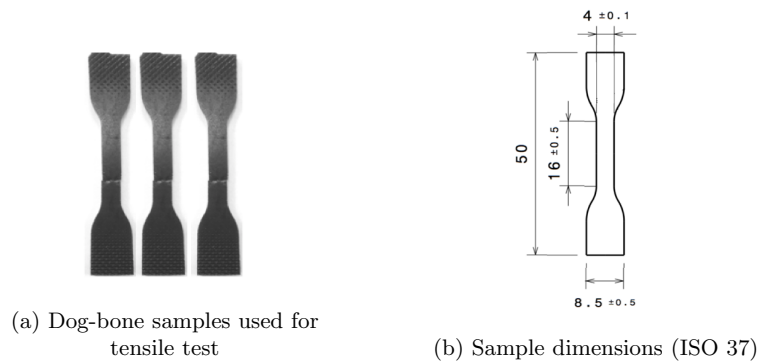 4 ±0.1
50
16 ±0.5
8.5 ±0.5
(a) Dog-bone samples used for
tensile test
(b) Sample dimensions (ISO 37)